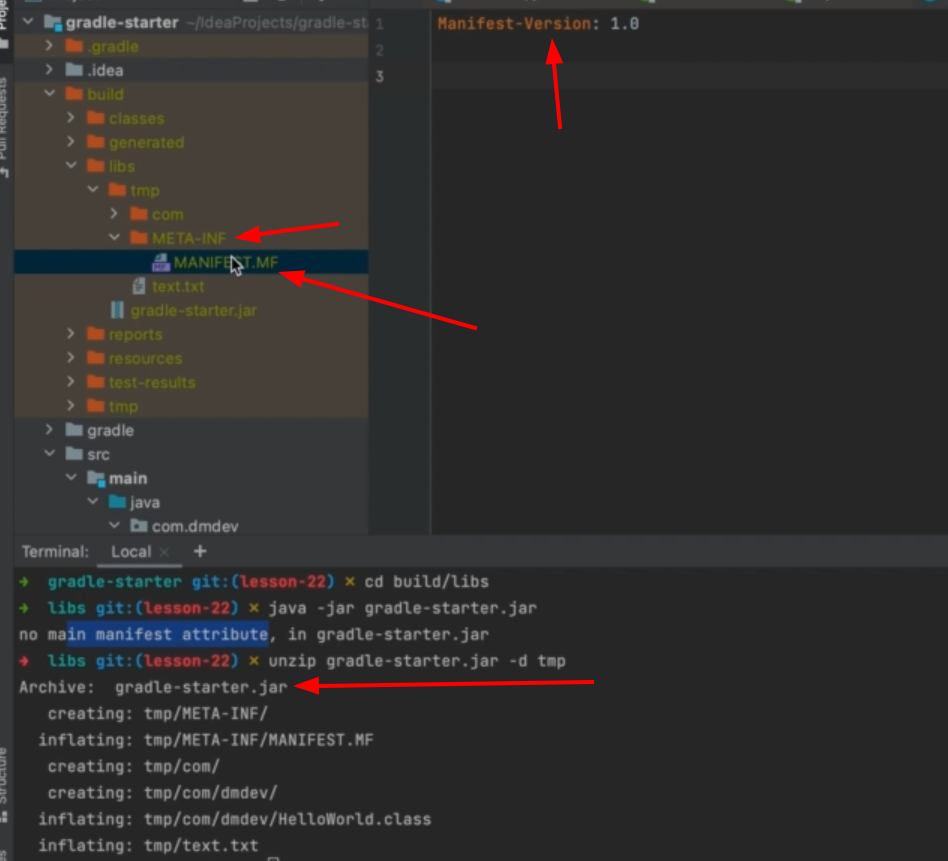 gradle-starter ~/IdeaProjects/gradle-st
.gradle
.idea
build
classes
generated
libs
tmp
com
META-INF
MANIFEST.MF
text.txt
gradle-starter.jar
reports
resources
test-results
tmp
gradle
src
main
java
com.dmdev
Pull Requests
Structure
1 Manifest-Version: 1.0
2
3
Terminal: Local × +
→ gradle-starter git:(lesson-22) × cd build/libs
→ libs git:(lesson-22) × java -jar gradle-starter.jar
no main manifest attribute, in gradle-starter.jar
→ libs git:(lesson-22) × unzip gradle-starter.jar -d tmp
Archive:  gradle-starter.jar
creating: tmp/META-INF/
inflating: tmp/META-INF/MANIFEST.MF
creating: tmp/com/
creating: tmp/com/dmdev/
inflating: tmp/com/dmdev/HelloWorld.class
inflating: tmp/text.txt